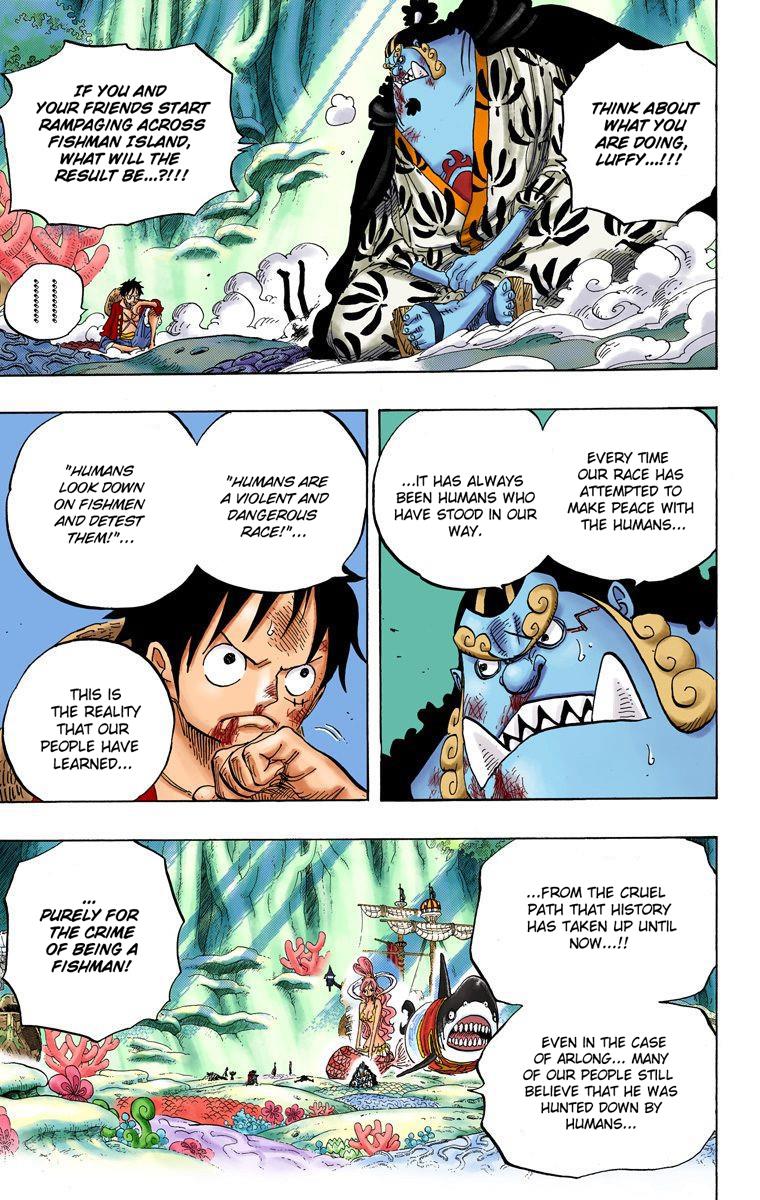 THINK ABOUT
WHAT YOU
ARE DOING,
LUFFY...!!!
IF YOU AND
YOUR FRIENDS START
RAMPAGING ACROSS
FISHMAN ISLAND,
WHAT WILL THE
RESULT BE...?!!!
EVERY TIME
OUR RACE HAS
ATTEMPTED TO
MAKE PEACE WITH
THE HUMANS...
...IT HAS ALWAYS
BEEN HUMANS WHO
HAVE STOOD IN OUR
WAY.
"HUMANS ARE
A VIOLENT AND
DANGEROUS
RACE!"...
"HUMANS
LOOK DOWN
ON FISHMEN
AND DETEST
THEM!"...
THIS IS
THE REALITY
THAT OUR
PEOPLE HAVE
LEARNED...
...FROM THE CRUEL
PATH THAT HISTORY
HAS TAKEN UP UNTIL
NOW...!!
EVEN IN THE CASE
OF ARLONG... MANY
OF OUR PEOPLE STILL
BELIEVE THAT HE WAS
HUNTED DOWN BY
HUMANS...
...
PURELY FOR
THE CRIME
OF BEING A
FISHMAN!